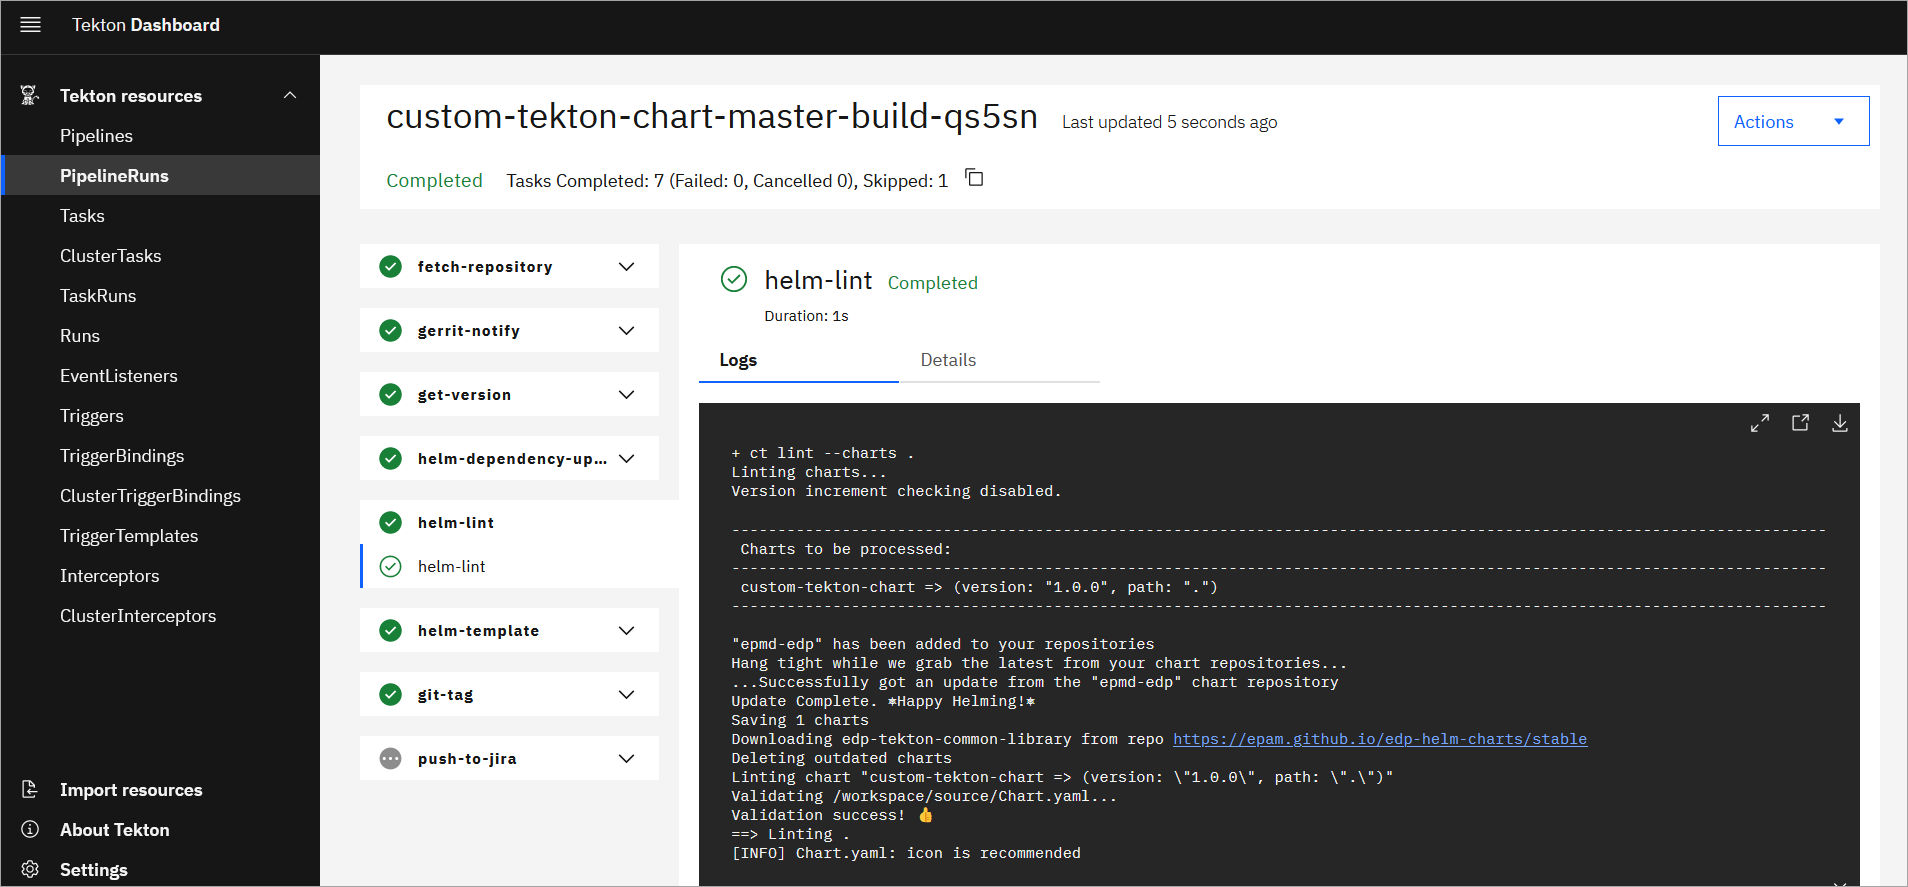 Tekton Dashboard
Tekton resources
Pipelines
PipelineRuns
Tasks
ClusterTasks
TaskRuns
Runs
EventListeners
Triggers
TriggerBindings
ClusterTriggerBindings
TriggerTemplates
Interceptors
ClusterInterceptors
Import resources
About Tekton
Settings
custom-tekton-chart-master-build-qs5sn Last updated 5 seconds ago
Actions
Completed Tasks Completed: 7 (Failed: 0, Cancelled 0), Skipped: 1
fetch-repository
gerrit-notify
get-version
helm-dependency-up...
helm-lint
helm-lint
helm-template
git-tag
push-to-jira
helm-lint Completed
Duration: 1s
Logs Details
+ ct lint --charts .
Linting charts...
Version increment checking disabled.
-----------------------------------------------------------------------------------------------------------------------
Charts to be processed:
-----------------------------------------------------------------------------------------------------------------------
custom-tekton-chart => (version: "1.0.0", path: ".")
-----------------------------------------------------------------------------------------------------------------------
"epmd-edp" has been added to your repositories
Hang tight while we grab the latest from your chart repositories...
...Successfully got an update from the "epmd-edp" chart repository
Update Complete. ⎈Happy Helming!⎈
Saving 1 charts
Downloading edp-tekton-common-library from repo https://epam.github.io/edp-helm-charts/stable
Deleting outdated charts
Linting chart "custom-tekton-chart => (version: \"1.0.0\", path: \".\")"
Validating /workspace/source/Chart.yaml...
Validation success! 👍
==> Linting .
[INFO] Chart.yaml: icon is recommended